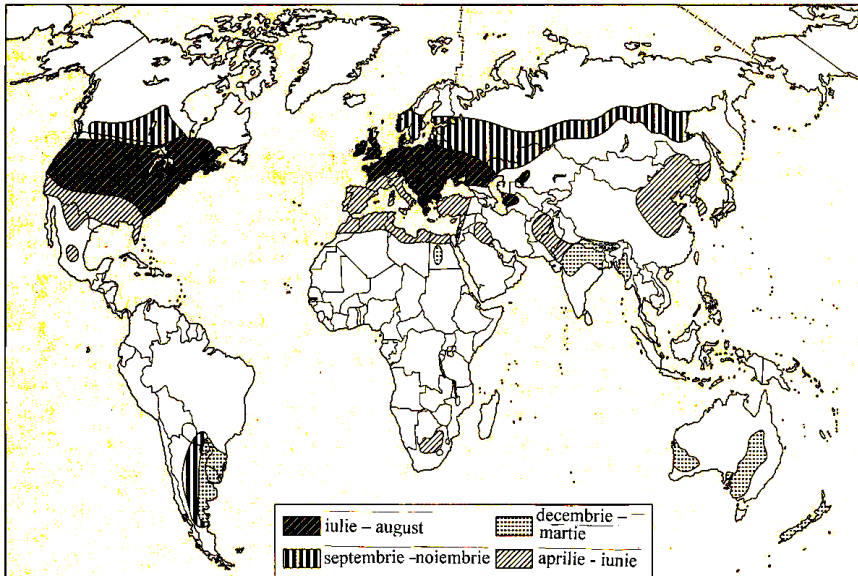 iulie – august
decembrie –
martie
septembrie -noiembrie
aprilie - iunie